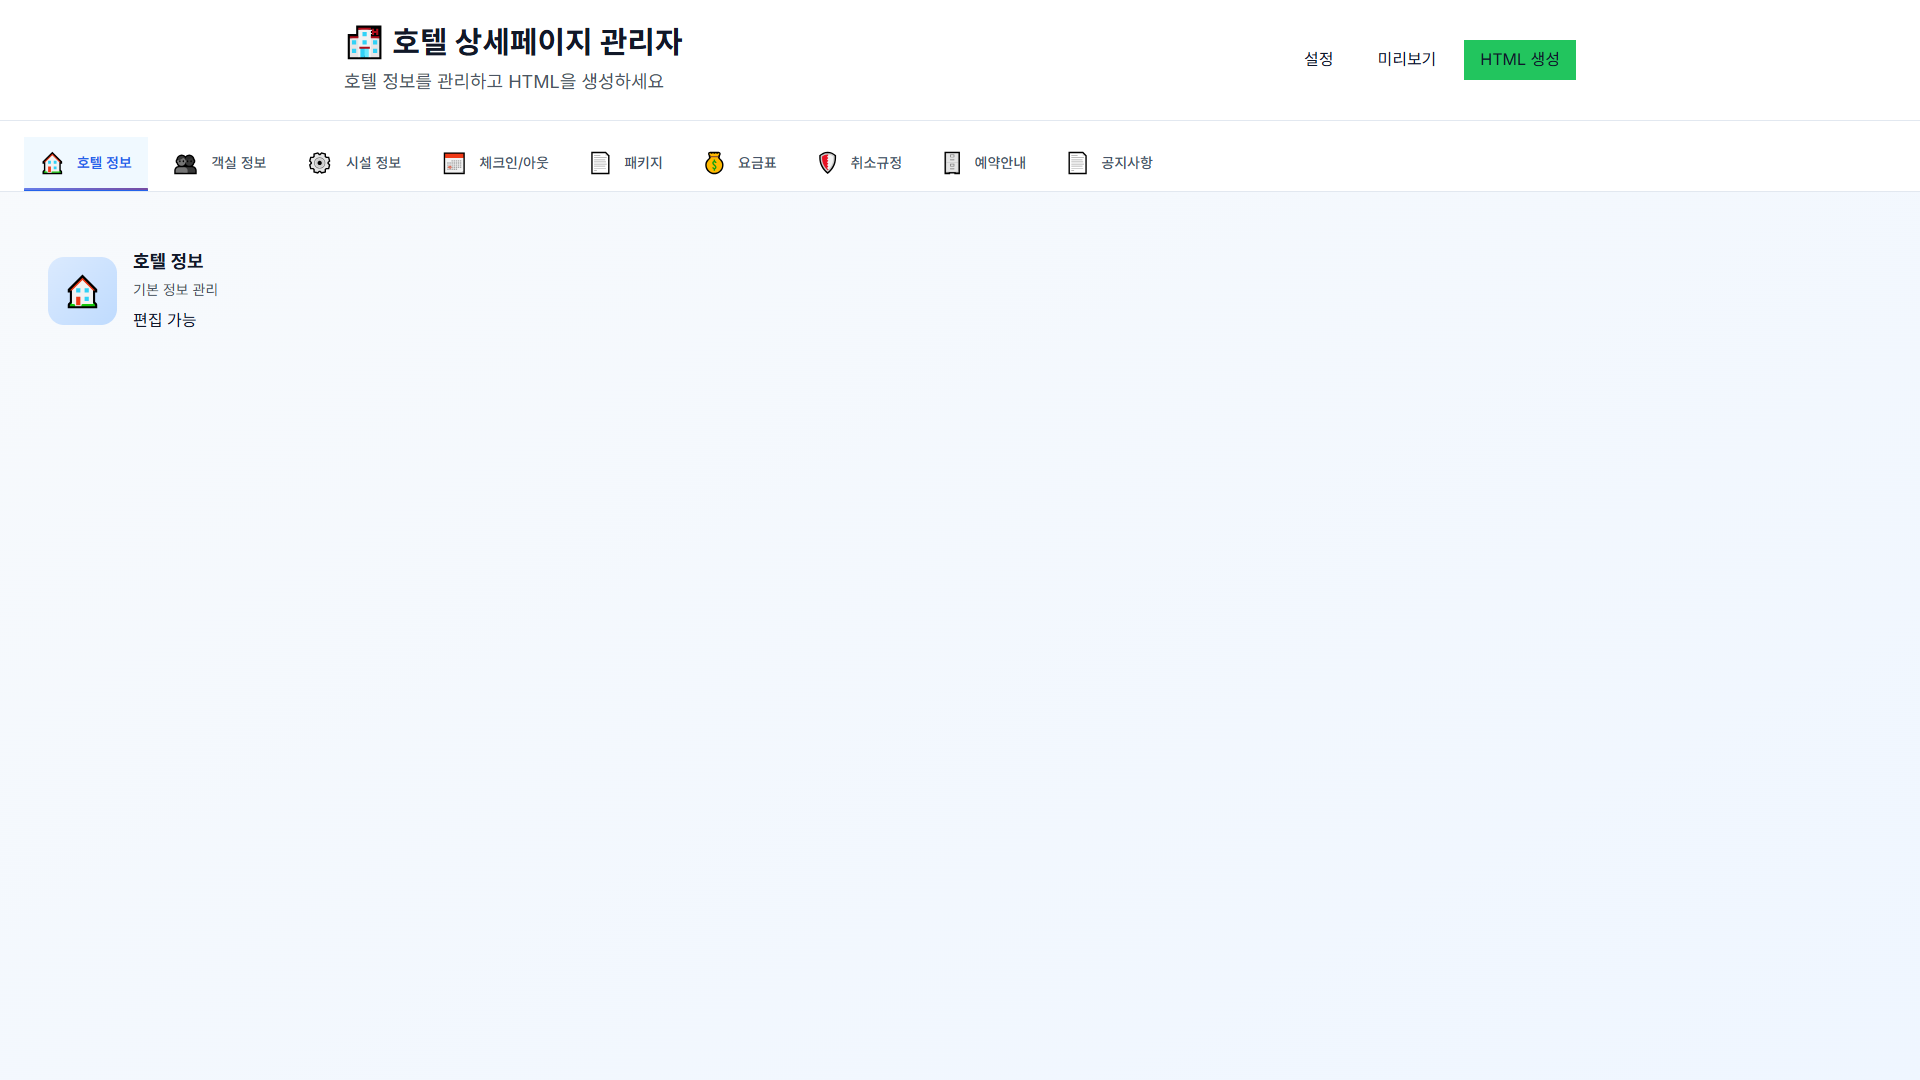 호텔 상세페이지 관리자
호텔 정보를 관리하고 HTML을 생성하세요
설정
미리보기
HTML 생성
호텔 정보
객실 정보
시설 정보
체크인/아웃
패키지
요금표
취소규정
예약안내
공지사항
호텔 정보
기본 정보 관리
편집 가능